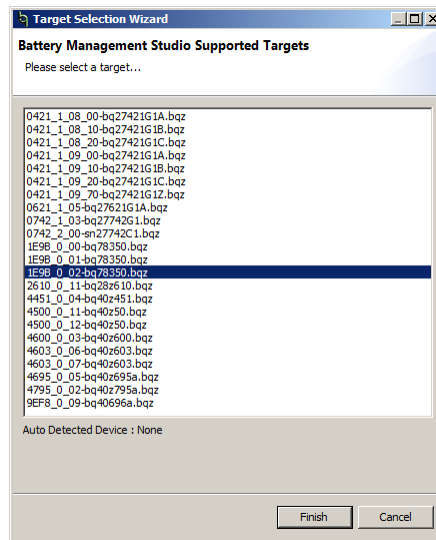 Target Selection Wizard
Battery Management Studio Supported Targets
Please select a target...
0421_1_08_00-bq27421G1A.bqz
0421_1_08_10-bq27421G1B.bqz
0421_1_08_20-bq27421G1C.bqz
0421_1_09_00-bq27421G1A.bqz
0421_1_09_10-bq27421G1B.bqz
0421_1_09_20-bq27421G1C.bqz
0421_1_09_70-bq27421G1Z.bqz
0621_1_05-bq27621G1A.bqz
0742_1_03-bq27742G1.bqz
0742_2_00-sn27742C1.bqz
1E9B_0_00-bq78350.bqz
1E9B_0_01-bq78350.bqz
1E9B_0_02-bq78350.bqz
2610_0_11-bq28z610.bqz
4451_0_04-bq40z451.bqz
4500_0_11-bq40z50.bqz
4500_0_12-bq40z50.bqz
4600_0_03-bq40z600.bqz
4603_0_06-bq40z603.bqz
4603_0_07-bq40z603.bqz
4695_0_05-bq40z695a.bqz
4795_0_02-bq40z795a.bqz
9EF8_0_09-bq40696a.bqz
Auto Detected Device : None
Finish
Cancel